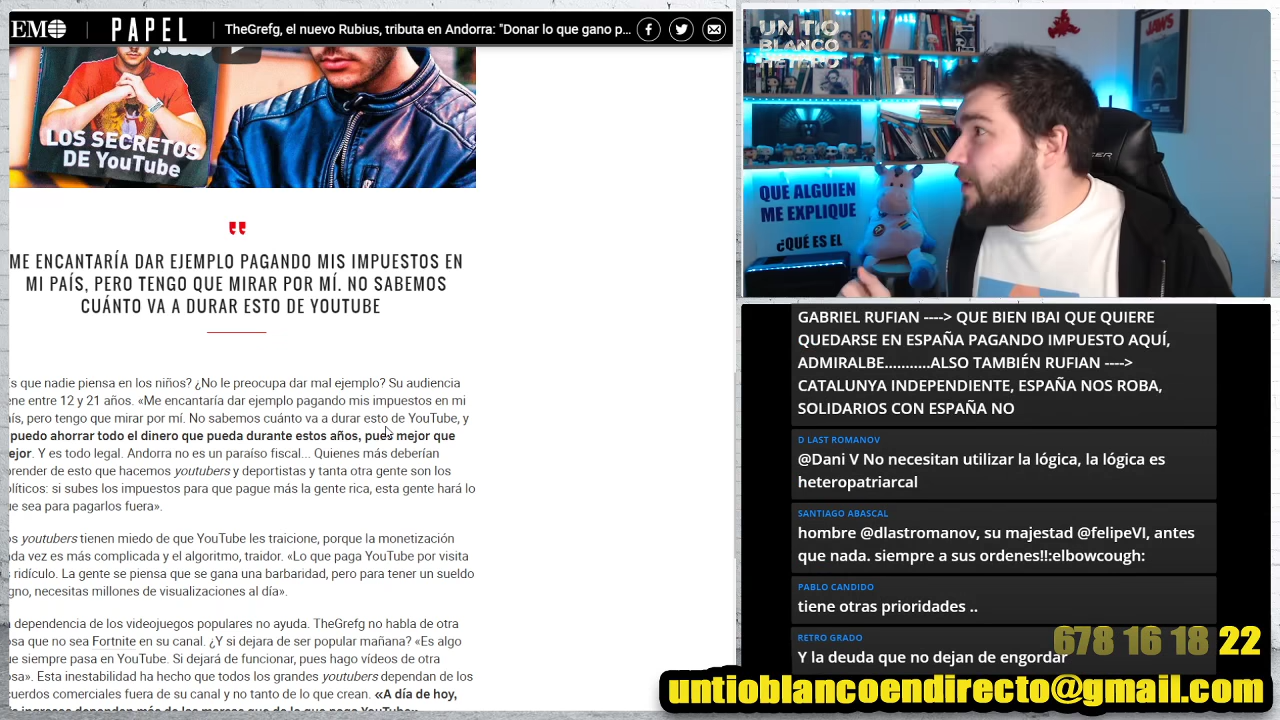 EM
PAPEL
TheGrefg, el nuevo Rubius, tributa en Andorra: "Donar lo que gano p...
LOS SECRETOS
DE YouTube
ME ENCANTARÍA DAR EJEMPLO PAGANDO MIS IMPUESTOS EN
MI PAÍS, PERO TENGO QUE MIRAR POR MÍ. NO SABEMOS
CUÁNTO VA A DURAR ESTO DE YOUTUBE
s que nadie piensa en los niños? ¿No le preocupa dar mal ejemplo? Su audiencia
ene entre 12 y 21 años. «Me encantaría dar ejemplo pagando mis impuestos en mi
aís, pero tengo que mirar por mí. No sabemos cuánto va a durar esto de YouTube, y
puedo ahorrar todo el dinero que pueda durante estos años, pues mejor que
ejor. Y es todo legal. Andorra no es un paraíso fiscal... Quienes más deberían
prender de esto que hacemos youtubers y deportistas y tanta otra gente son los
olíticos: si subes los impuestos para que pague más la gente rica, esta gente hará lo
ue sea para pagarlos fuera».
os youtubers tienen miedo de que YouTube les traicione, porque la monetización
ada vez es más complicada y el algoritmo, traidor. «Lo que paga YouTube por visita
s ridículo. La gente se piensa que se gana una barbaridad, pero para tener un sueldo
gno, necesitas millones de visualizaciones al día».
a dependencia de los videojuegos populares no ayuda. TheGrefg no habla de otra
osa que no sea Fortnite en su canal. ¿Y si dejara de ser popular mañana? «Es algo
ue siempre pasa en YouTube. Si dejará de funcionar, pues hago vídeos de otra
osa». Esta inestabilidad ha hecho que todos los grandes youtubers dependan de los
cuerdos comerciales fuera de su canal y no tanto de lo que crean. «A día de hoy,
UN TIO
BLANCO
HETERO
JAWS
QUE ALGUIEN
ME EXPLIQUE
¿QUÉ ES EL
GABRIEL RUFIAN ----> QUE BIEN IBAI QUE QUIERE
QUEDARSE EN ESPAÑA PAGANDO IMPUESTO AQUÍ,
ADMIRALBE...........ALSO TAMBIÉN RUFIAN ---->
CATALUNYA INDEPENDIENTE, ESPAÑA NOS ROBA,
SOLIDARIOS CON ESPAÑA NO
D LAST ROMANOV
@Dani V No necesitan utilizar la lógica, la lógica es
heteropatriarcal
SANTIAGO ABASCAL
hombre @dlastromanov, su majestad @felipeVI, antes
que nada. siempre a sus ordenes!!:elbowcough:
PABLO CANDIDO
tiene otras prioridades ..
RETRO GRADO
Y la deuda que no dejan de engordar
678 16 18 22
untioblancoendirecto@gmail.com